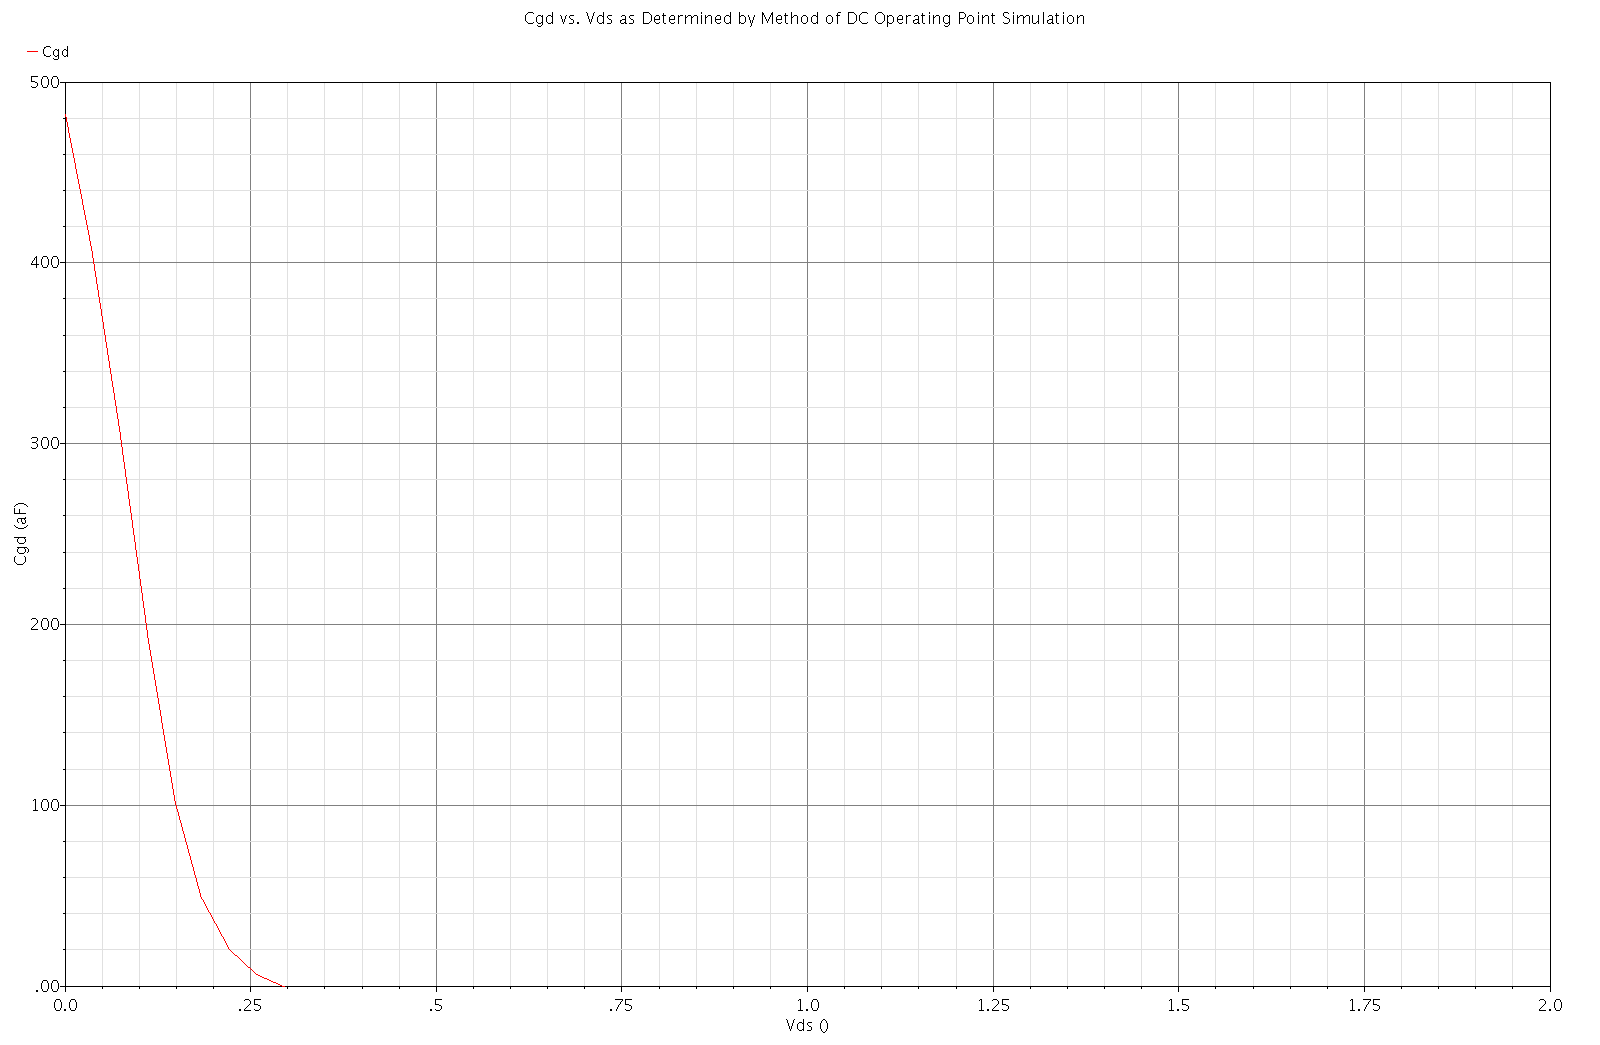 Cgd vs. Vds as Determined by Method of DC Operating Point Simulation
— Cgd
500
400
300
200
100
.00
Cgd (aF)
0.0 .25 .5 .75 1.0 1.25 1.5 1.75 2.0
Vds ()